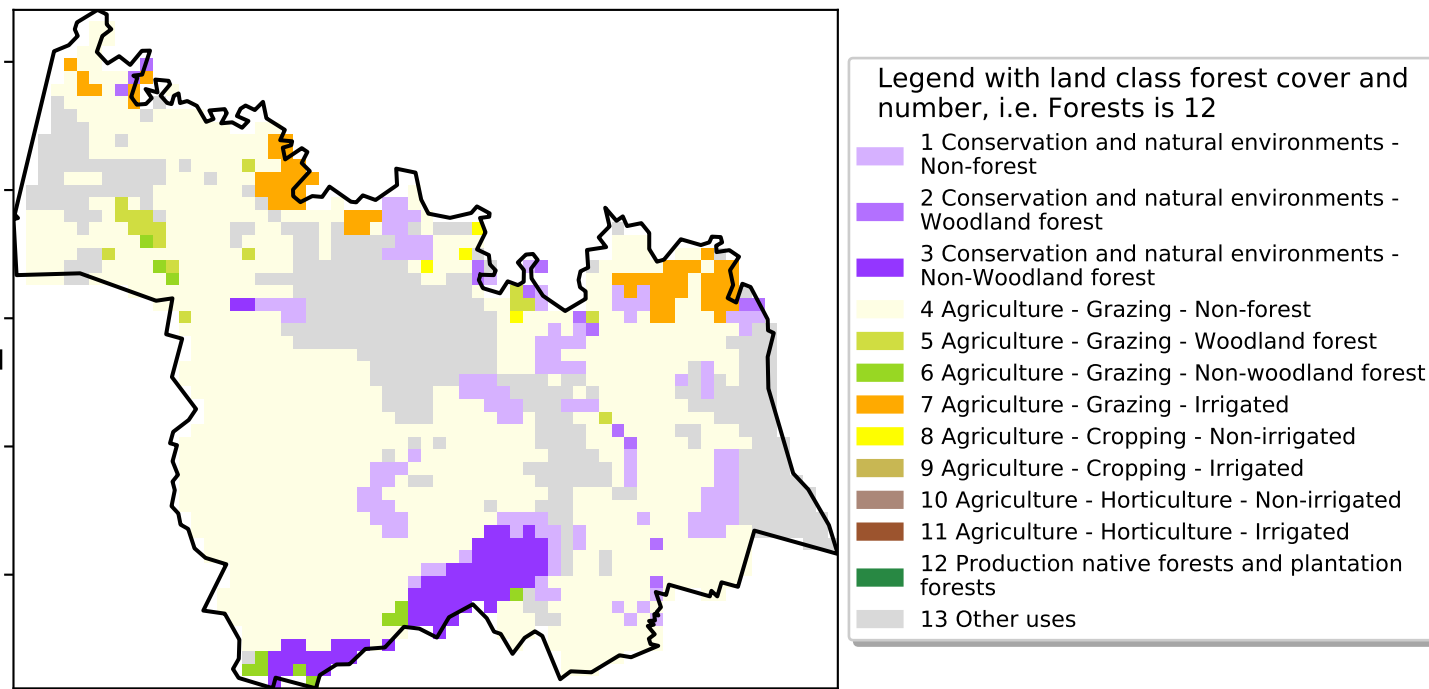 Legend with land class forest cover and
number, i.e. Forests is 12
1 Conservation and natural environments -
Non-forest
2 Conservation and natural environments -
Woodland forest
3 Conservation and natural environments -
Non-Woodland forest
4 Agriculture - Grazing - Non-forest
5 Agriculture - Grazing - Woodland forest
6 Agriculture - Grazing - Non-woodland forest
7 Agriculture - Grazing - Irrigated
8 Agriculture - Cropping - Non-irrigated
9 Agriculture - Cropping - Irrigated
10 Agriculture - Horticulture - Non-irrigated
11 Agriculture - Horticulture - Irrigated
12 Production native forests and plantation
forests
13 Other uses